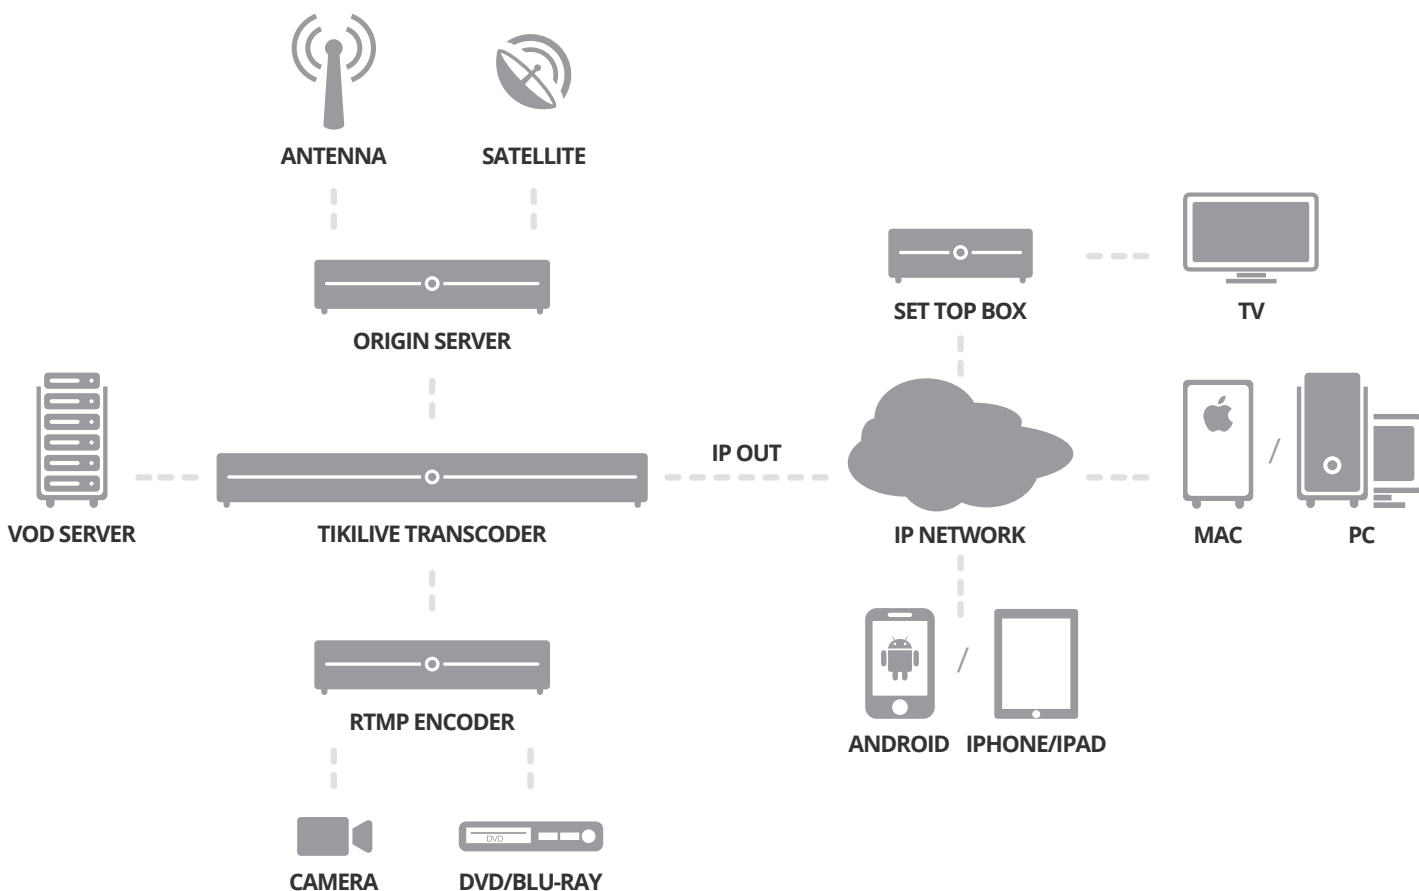 ANTENNA
SATELLITE
ORIGIN SERVER
SET TOP BOX
TV
IP OUT
VOD SERVER
TIKILIVE TRANSCODER
IP NETWORK
MAC
/
PC
RTMP ENCODER
/
ANDROID
IPHONE/IPAD
DVD
CAMERA
DVD/BLU-RAY